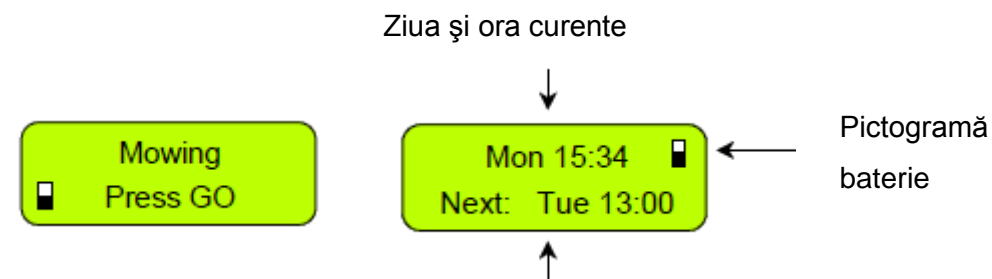 Ziua şi ora curente
Mowing
Press GO
Mon 15:34
Next: Tue 13:00
Pictogramă
baterie